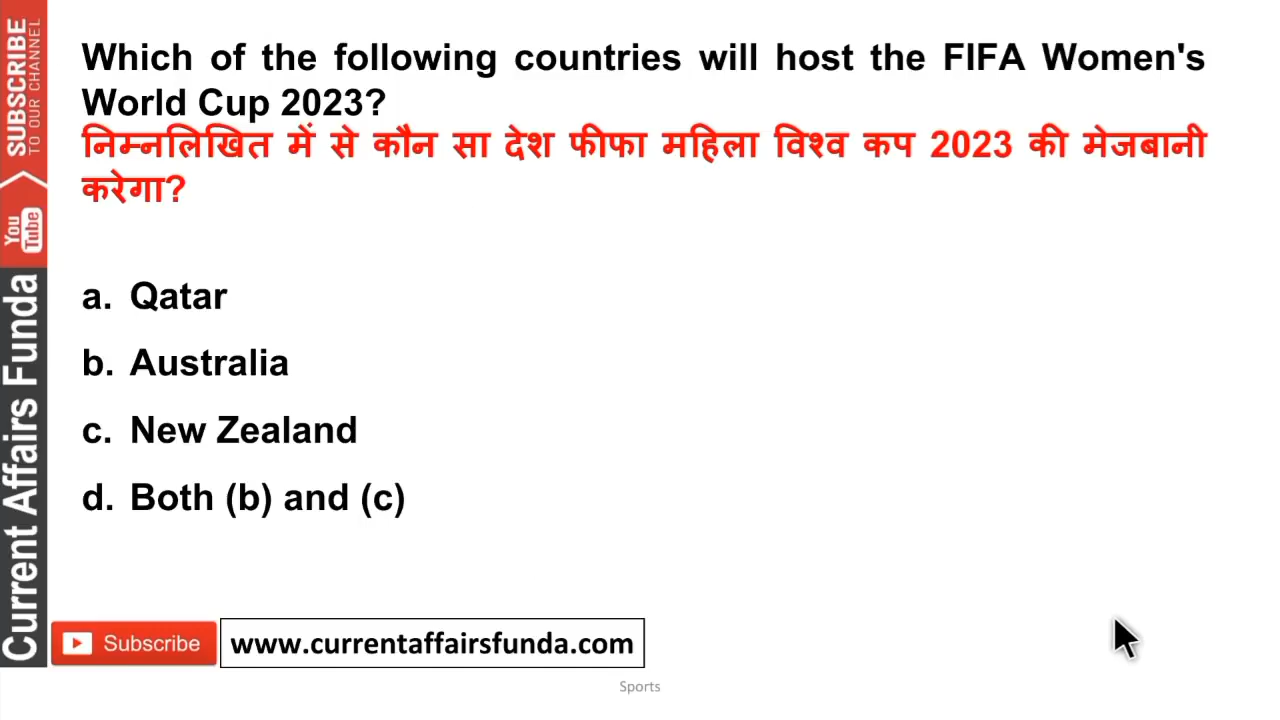 Which of the following countries will host the FIFA Women's
World Cup 2023?
निम्नलिखित में से कौन सा देश फीफा महिला विश्व कप 2023 की मेजबानी
करेगा?
a. Qatar
b. Australia
c. New Zealand
d. Both (b) and (c)
SUBSCRIBE
TO OUR CHANNEL
You
Tube
Current Affairs Funda
Subscribe
www.currentaffairsfunda.com
Sports